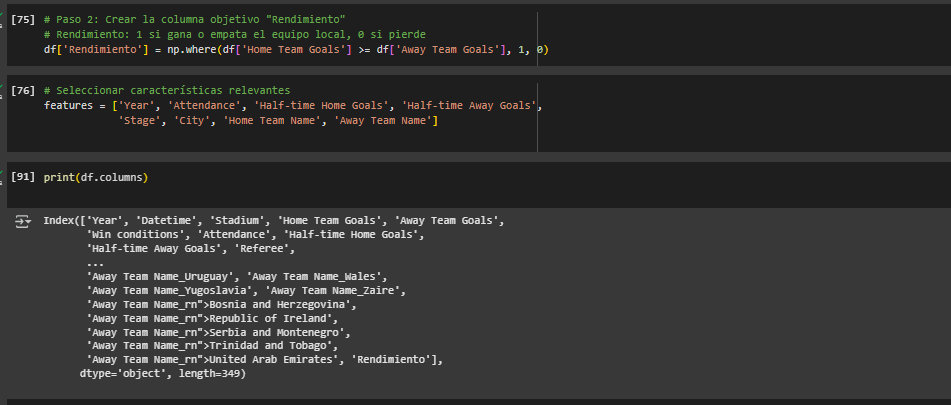 [75] # Paso 2: Crear la columna objetivo "Rendimiento"
# Rendimiento: 1 si gana o empata el equipo local, 0 si pierde
df['Rendimiento'] = np.where(df['Home Team Goals'] >= df['Away Team Goals'], 1, 0)
[76] # Seleccionar características relevantes
features = ['Year', 'Attendance', 'Half-time Home Goals', 'Half-time Away Goals',
'Stage', 'City', 'Home Team Name', 'Away Team Name']
[91] print(df.columns)
Index(['Year', 'Datetime', 'Stadium', 'Home Team Goals', 'Away Team Goals',
'Win conditions', 'Attendance', 'Half-time Home Goals',
'Half-time Away Goals', 'Referee',
...
'Away Team Name_Uruguay', 'Away Team Name_Wales',
'Away Team Name_Yugoslavia', 'Away Team Name_Zaire',
'Away Team Name_rn">Bosnia and Herzegovina',
'Away Team Name_rn">Republic of Ireland',
'Away Team Name_rn">Serbia and Montenegro',
'Away Team Name_rn">Trinidad and Tobago',
'Away Team Name_rn">United Arab Emirates', 'Rendimiento'],
dtype='object', length=349)